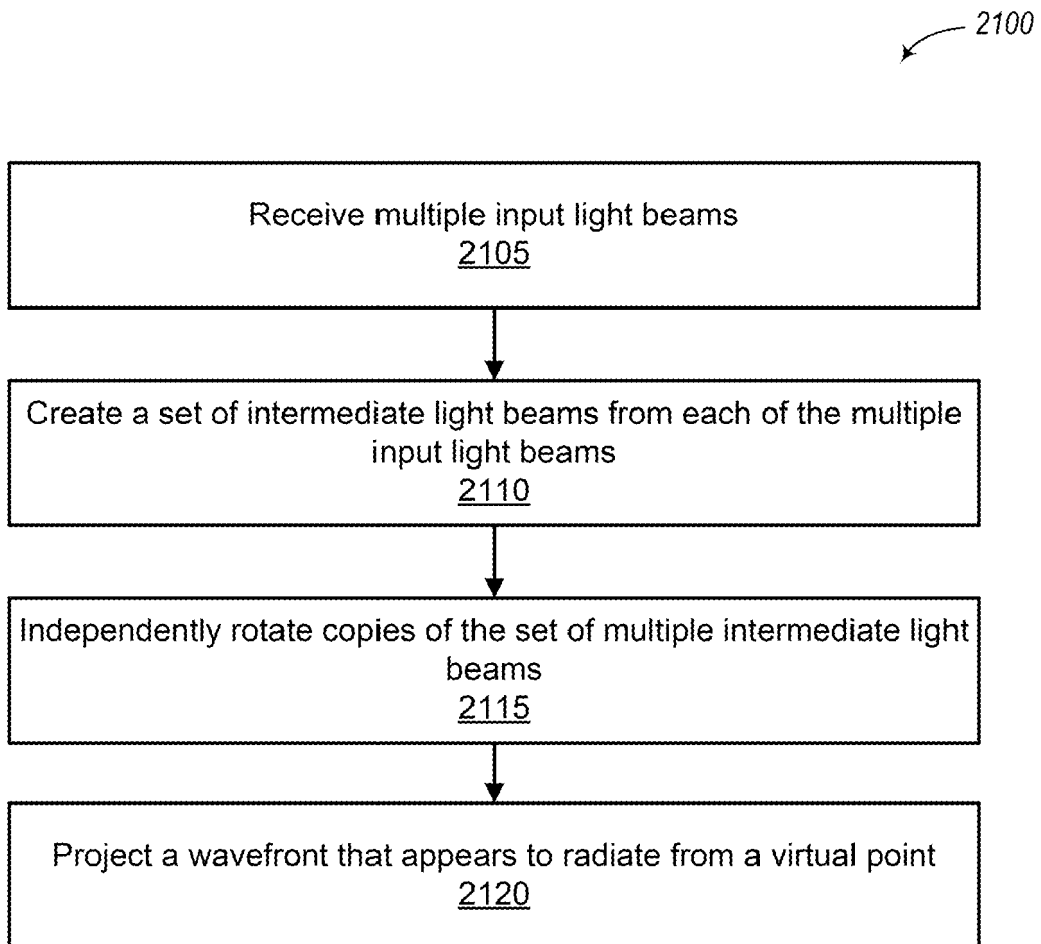 2100
Receive multiple input light beams
2105
Create a set of intermediate light beams from each of the multiple
input light beams
2110
Independently rotate copies of the set of multiple intermediate light
beams
2115
Project a wavefront that appears to radiate from a virtual point
2120